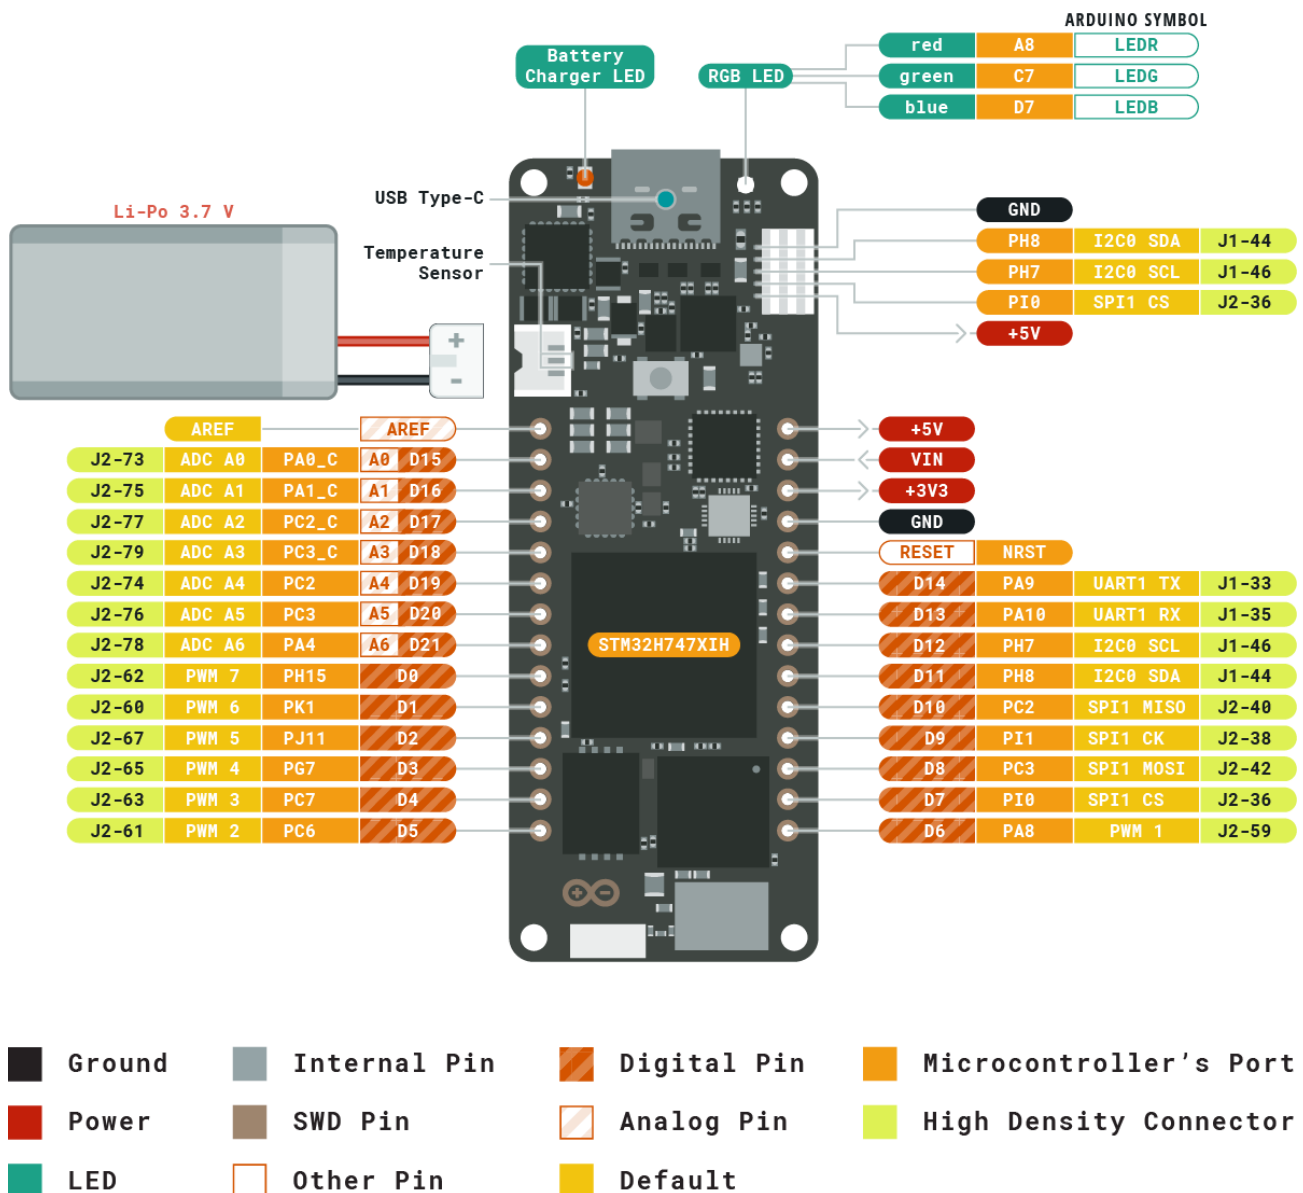 ARDUINO SYMBOL
red A8 LEDR
Battery
Charger LED
RGB LED
green C7 LEDG
blue D7 LEDB
USB Type-C
GND
Li-Po 3.7 V
PH8 I2C0 SDA J1-44
Temperature
Sensor
PH7 I2C0 SCL J1-46
PI0 SPI1 CS J2-36
+5V
+
-
AREF AREF
+5V
J2-73 ADC A0 PA0_C A0 D15
VIN
J2-75 ADC A1 PA1_C A1 D16
+3V3
J2-77 ADC A2 PC2_C A2 D17
GND
J2-79 ADC A3 PC3_C A3 D18
RESET NRST
J2-74 ADC A4 PC2 A4 D19
D14 PA9 UART1 TX J1-33
J2-76 ADC A5 PC3 A5 D20
D13 PA10 UART1 RX J1-35
J2-78 ADC A6 PA4 A6 D21
STM32H747XIH
D12 PH7 I2C0 SCL J1-46
J2-62 PWM 7 PH15 D0
D11 PH8 I2C0 SDA J1-44
J2-60 PWM 6 PK1 D1
D10 PC2 SPI1 MISO J2-40
J2-67 PWM 5 PJ11 D2
D9 PI1 SPI1 CK J2-38
J2-65 PWM 4 PG7 D3
D8 PC3 SPI1 MOSI J2-42
J2-63 PWM 3 PC7 D4
D7 PI0 SPI1 CS J2-36
J2-61 PWM 2 PC6 D5
D6 PA8 PWM 1 J2-59
Ground
Internal Pin
Digital Pin
Microcontroller’s Port
Power
SWD Pin
Analog Pin
High Density Connector
LED
Other Pin
Default